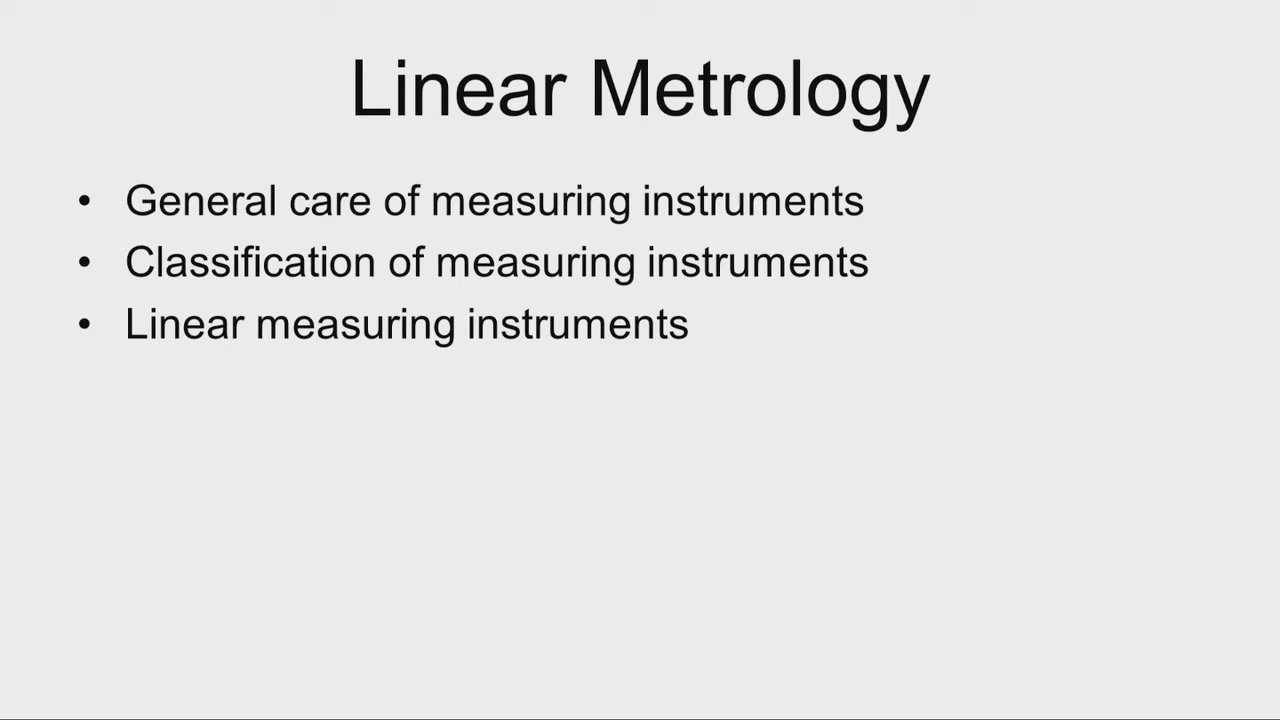 Linear Metrology
• General care of measuring instruments
• Classification of measuring instruments
• Linear measuring instruments